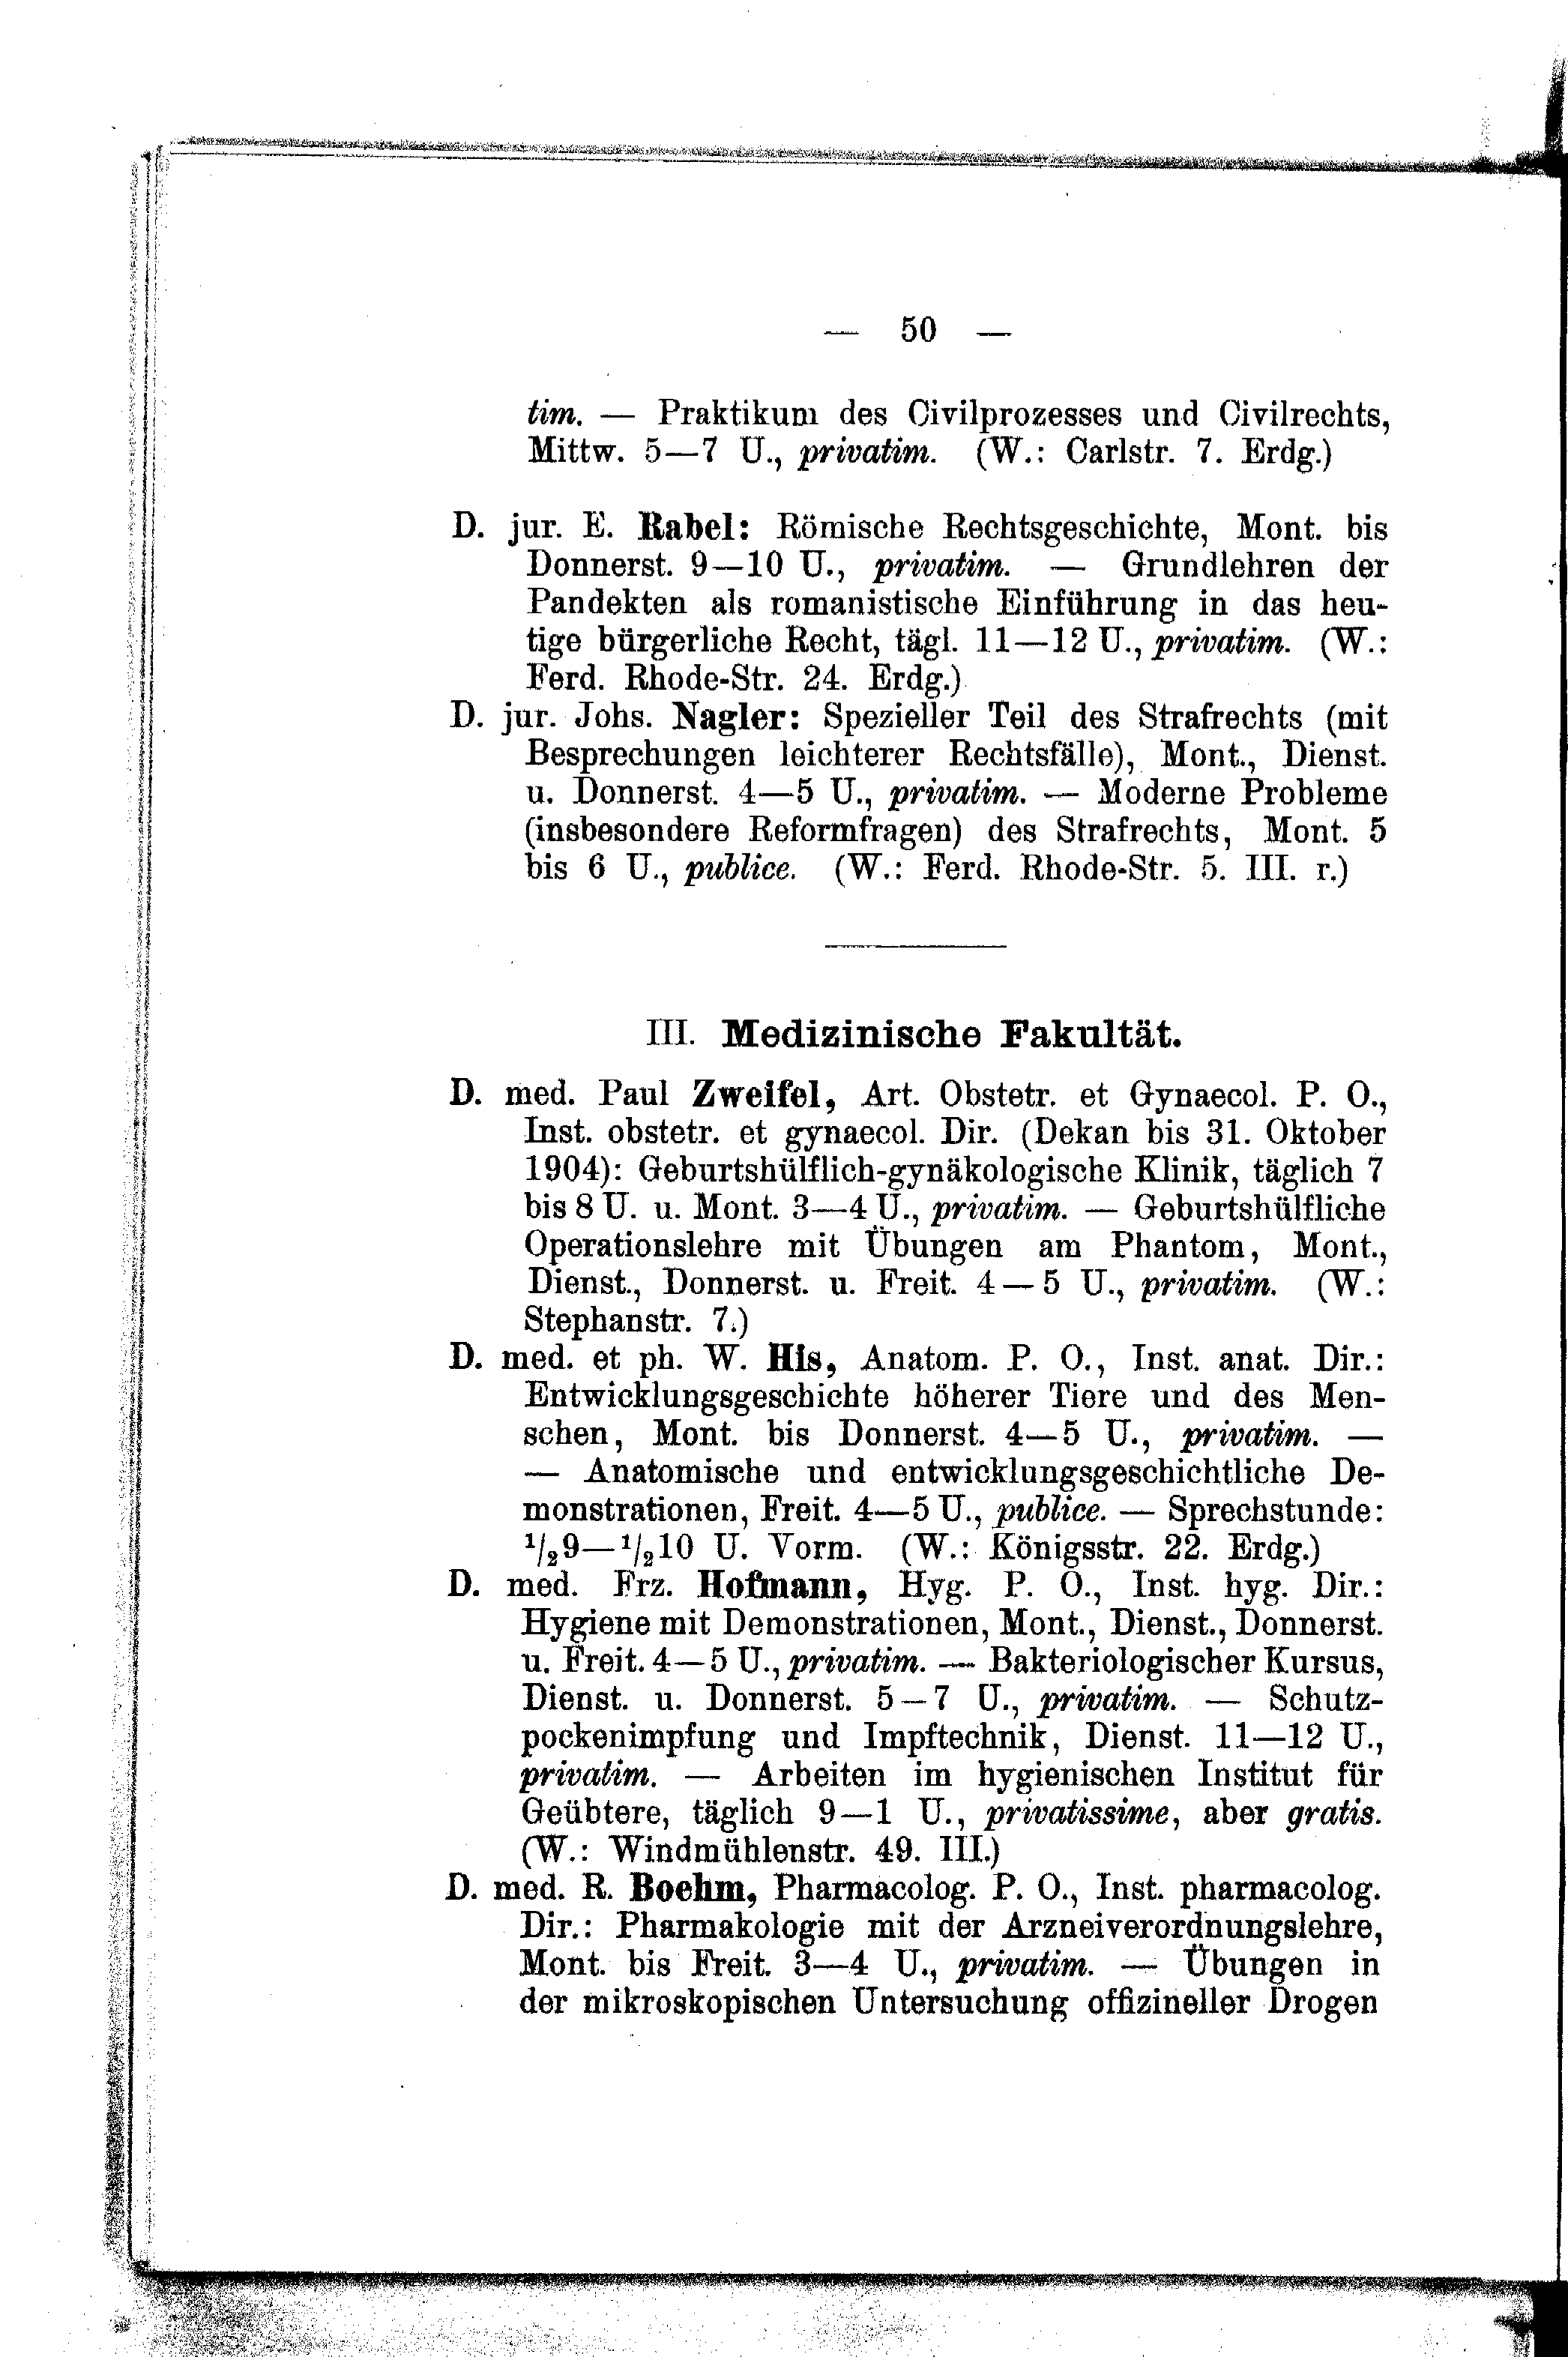 — 50 —
tim. — Praktikum des Civilprozesses und Civilrechts,
Mittw. 5—7 U., privatim. (W.: Carlstr. 7. Erdg.)
D. jur. E. Rabel: Römische Rechtsgeschichte, Mont. bis
Donnerst. 9—10 U., privatim. — Grundlehren der
Pandekten als romanistische Einführung in das heu-
tige bürgerliche Recht, tägl. 11—12 U., privatim. (W.:
Ferd. Rhode-Str. 24. Erdg.)
D. jur. Johs. Nagler: Spezieller Teil des Strafrechts (mit
Besprechungen leichterer Rechtsfälle), Mont., Dienst.
u. Donnerst. 4—5 U., privatim. — Moderne Probleme
(insbesondere Reformfragen) des Strafrechts, Mont. 5
bis 6 U., publice. (W.: Ferd. Rhode-Str. 5. III. r.)
III. Medizinische Fakultät.
D. med. Paul Zweifel, Art. Obstetr. et Gynaecol. P. O.,
Inst. obstetr. et gynaecol. Dir. (Dekan bis 31. Oktober
1904): Geburtshülflich-gynäkologische Klinik, täglich 7
bis 8 U. u. Mont. 3—4 U., privatim. — Geburtshülfliche
Operationslehre mit Übungen am Phantom, Mont.,
Dienst., Donnerst. u. Freit. 4—5 U., privatim. (W.:
Stephanstr. 7.)
D. med. et ph. W. His, Anatom. P. O., Inst. anat. Dir.:
Entwicklungsgeschichte höherer Tiere und des Men-
schen, Mont. bis Donnerst. 4—5 U., privatim. —
— Anatomische und entwicklungsgeschichtliche De-
monstrationen, Freit. 4—5 U., publice. — Sprechstunde:
1/2 9—1/2 10 U. Vorm. (W.: Königsstr. 22. Erdg.)
D. med. Frz. Hofmann, Hyg. P. O., Inst. hyg. Dir.:
Hygiene mit Demonstrationen, Mont., Dienst., Donnerst.
u. Freit. 4—5 U., privatim. — Bakteriologischer Kursus,
Dienst. u. Donnerst. 5—7 U., privatim. — Schutz-
pockenimpfung und Impftechnik, Dienst. 11—12 U.,
privatim. — Arbeiten im hygienischen Institut für
Geübtere, täglich 9—1 U., privatissime, aber gratis.
(W.: Windmühlenstr. 49. III.)
D. med. R. Boehm, Pharmacolog. P. O., Inst. pharmacolog.
Dir.: Pharmakologie mit der Arzneiverordnungslehre,
Mont. bis Freit. 3—4 U., privatim. — Übungen in
der mikroskopischen Untersuchung offizineller Drogen